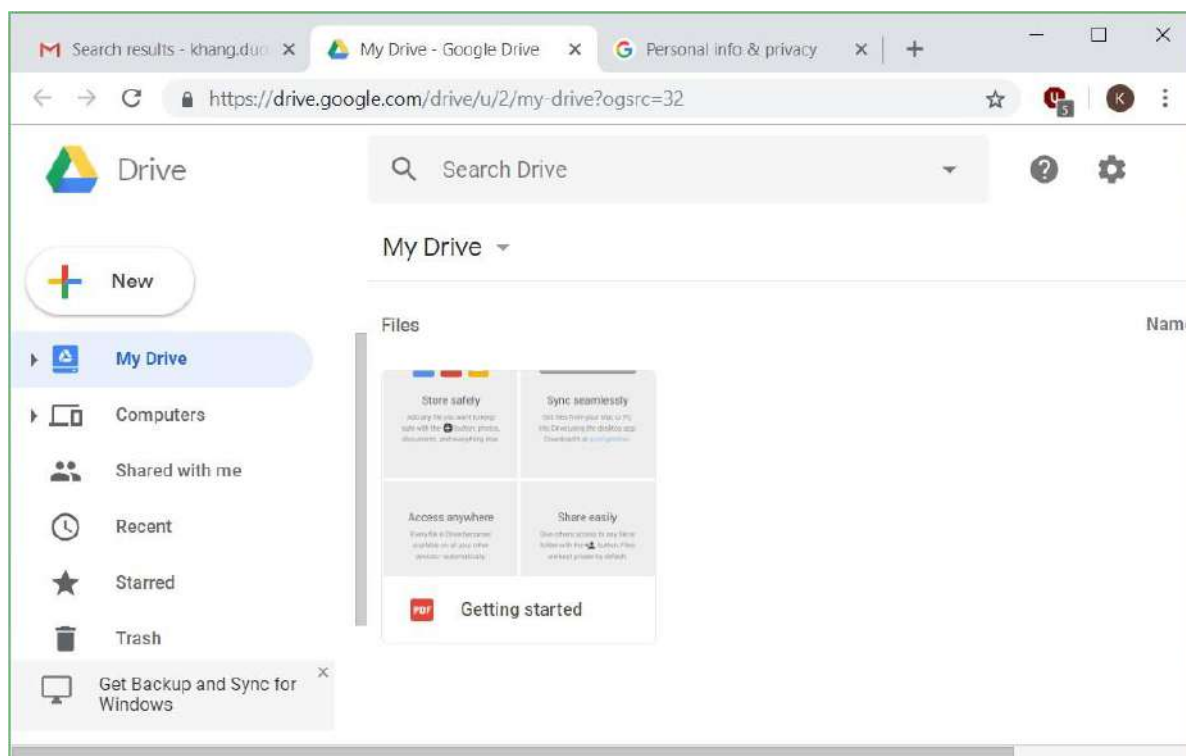 Search results - khang.duo
My Drive - Google Drive
Personal info & privacy
https://drive.google.com/drive/u/2/my-drive?ogsrc=32
5
K
Drive
Search Drive
New
My Drive
Computers
Shared with me
Recent
Starred
Trash
Get Backup and Sync for
Windows
My Drive
Files
Name
Store safely
Sync seamlessly
Access anywhere
Share easily
PDF
Getting started